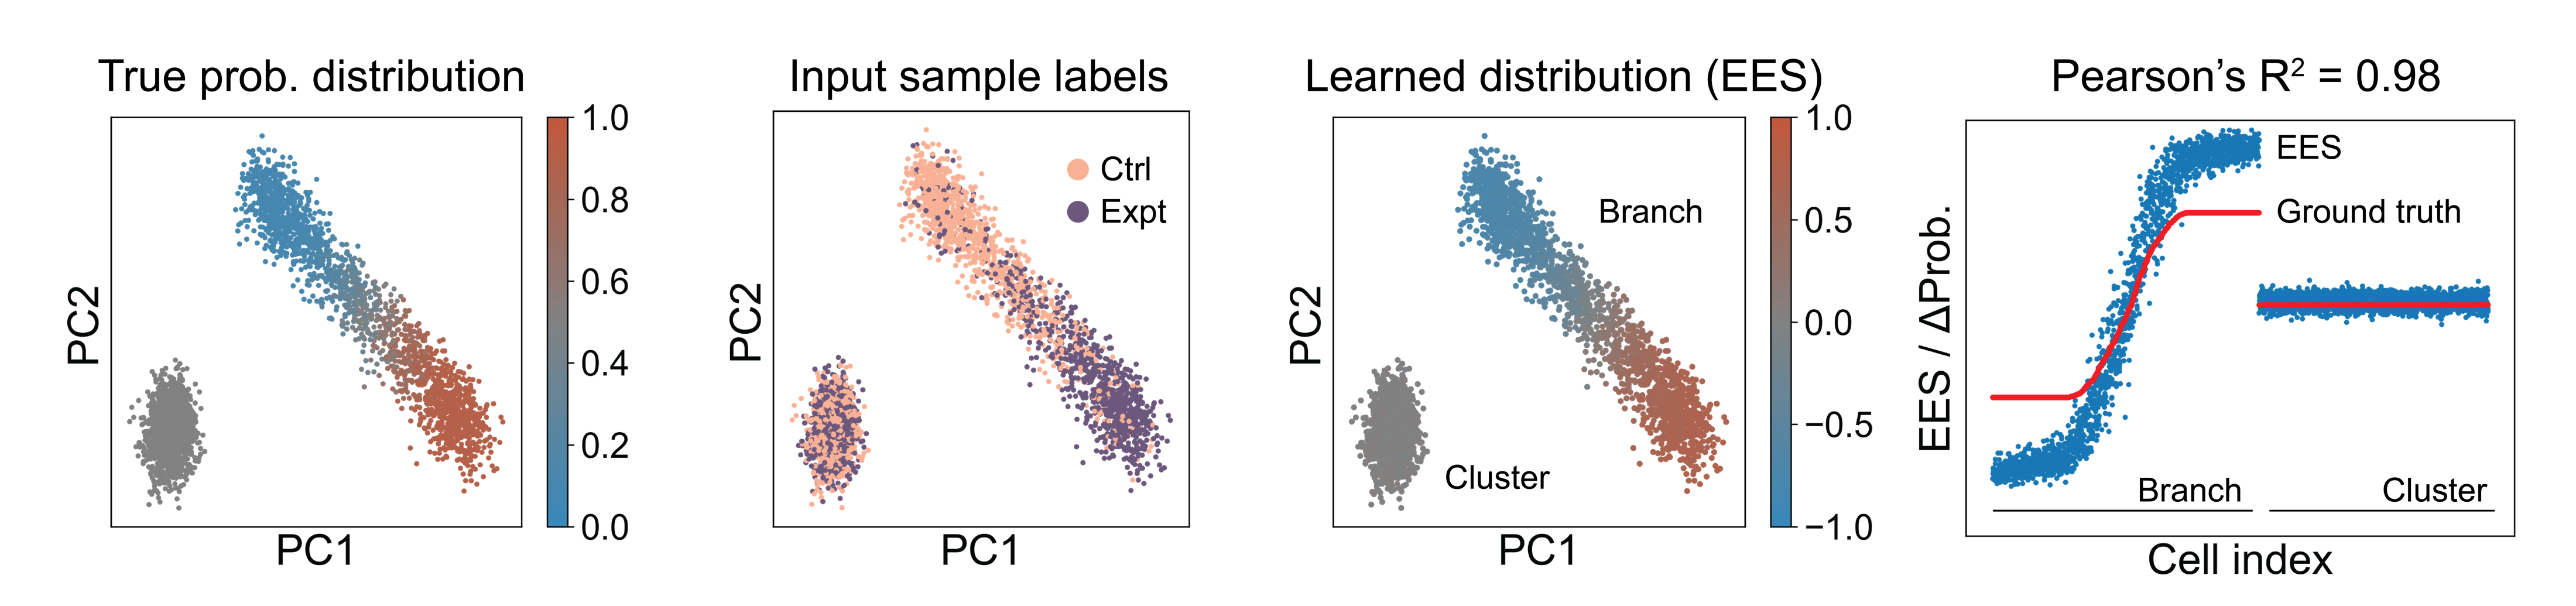 True prob. distribution
PC2
PC1
1.0
0.8
0.6
0.4
0.2
0.0
Input sample labels
Ctrl
Expt
PC2
PC1
Learned distribution (EES)
Branch
Cluster
PC2
PC1
1.0
0.5
0.0
−0.5
−1.0
Pearson’s R² = 0.98
EES
Ground truth
EES / ΔProb.
Branch
Cluster
Cell index